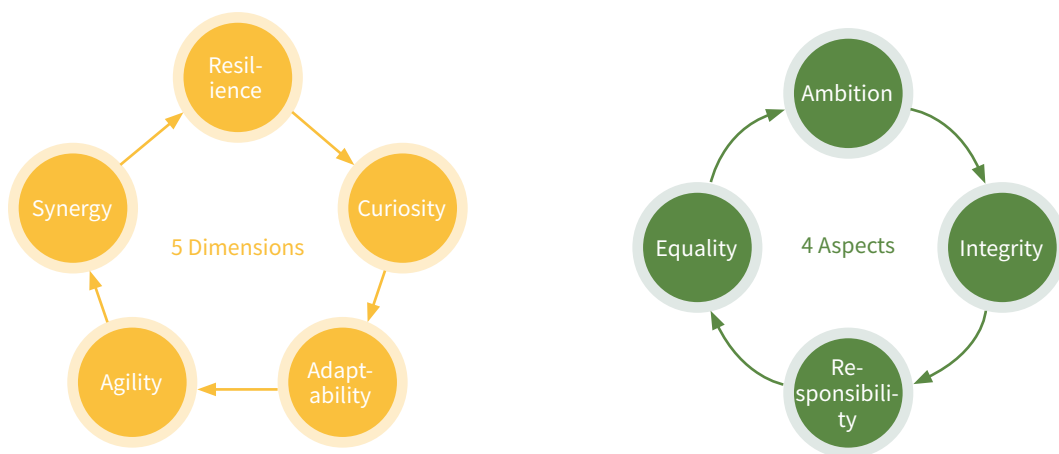 Resil-
ience
Synergy
Curiosity
5 Dimensions
Agility
Adapt-
ability
Ambition
Equality
4 Aspects
Integrity
Re-
sponsibili-
ty